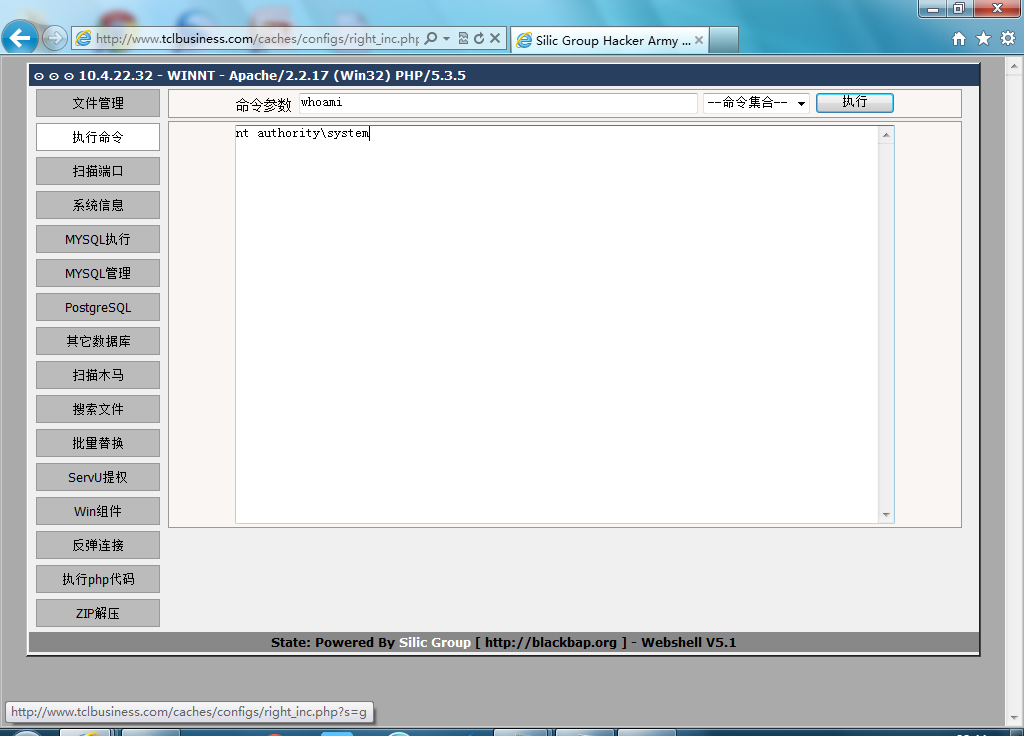 http://www.tclbusiness.com/caches/configs/right_inc.php
Silic Group Hacker Army ...
⊙ ⊙ ⊙ 10.4.22.32 - WINNT - Apache/2.2.17 (Win32) PHP/5.3.5
文件管理
命令参数 whoami --命令集合-- 执行
执行命令
nt authority\system
扫描端口
系统信息
MYSQL执行
MYSQL管理
PostgreSQL
其它数据库
扫描木马
搜索文件
批量替换
ServU提权
Win组件
反弹连接
执行php代码
ZIP解压
State: Powered By Silic Group [ http://blackbap.org ] - Webshell V5.1
http://www.tclbusiness.com/caches/configs/right_inc.php?s=g